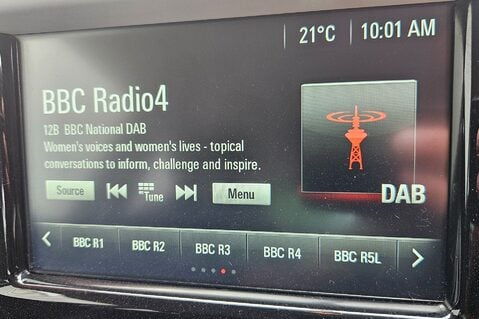 21°C 10:01 AM
BBC Radio4
12B BBC National DAB
Women's voices and women's lives - topical
conversations to inform, challenge and inspire.
Source Tune Menu
DAB
BBC R1 BBC R2 BBC R3 BBC R4 BBC R5L